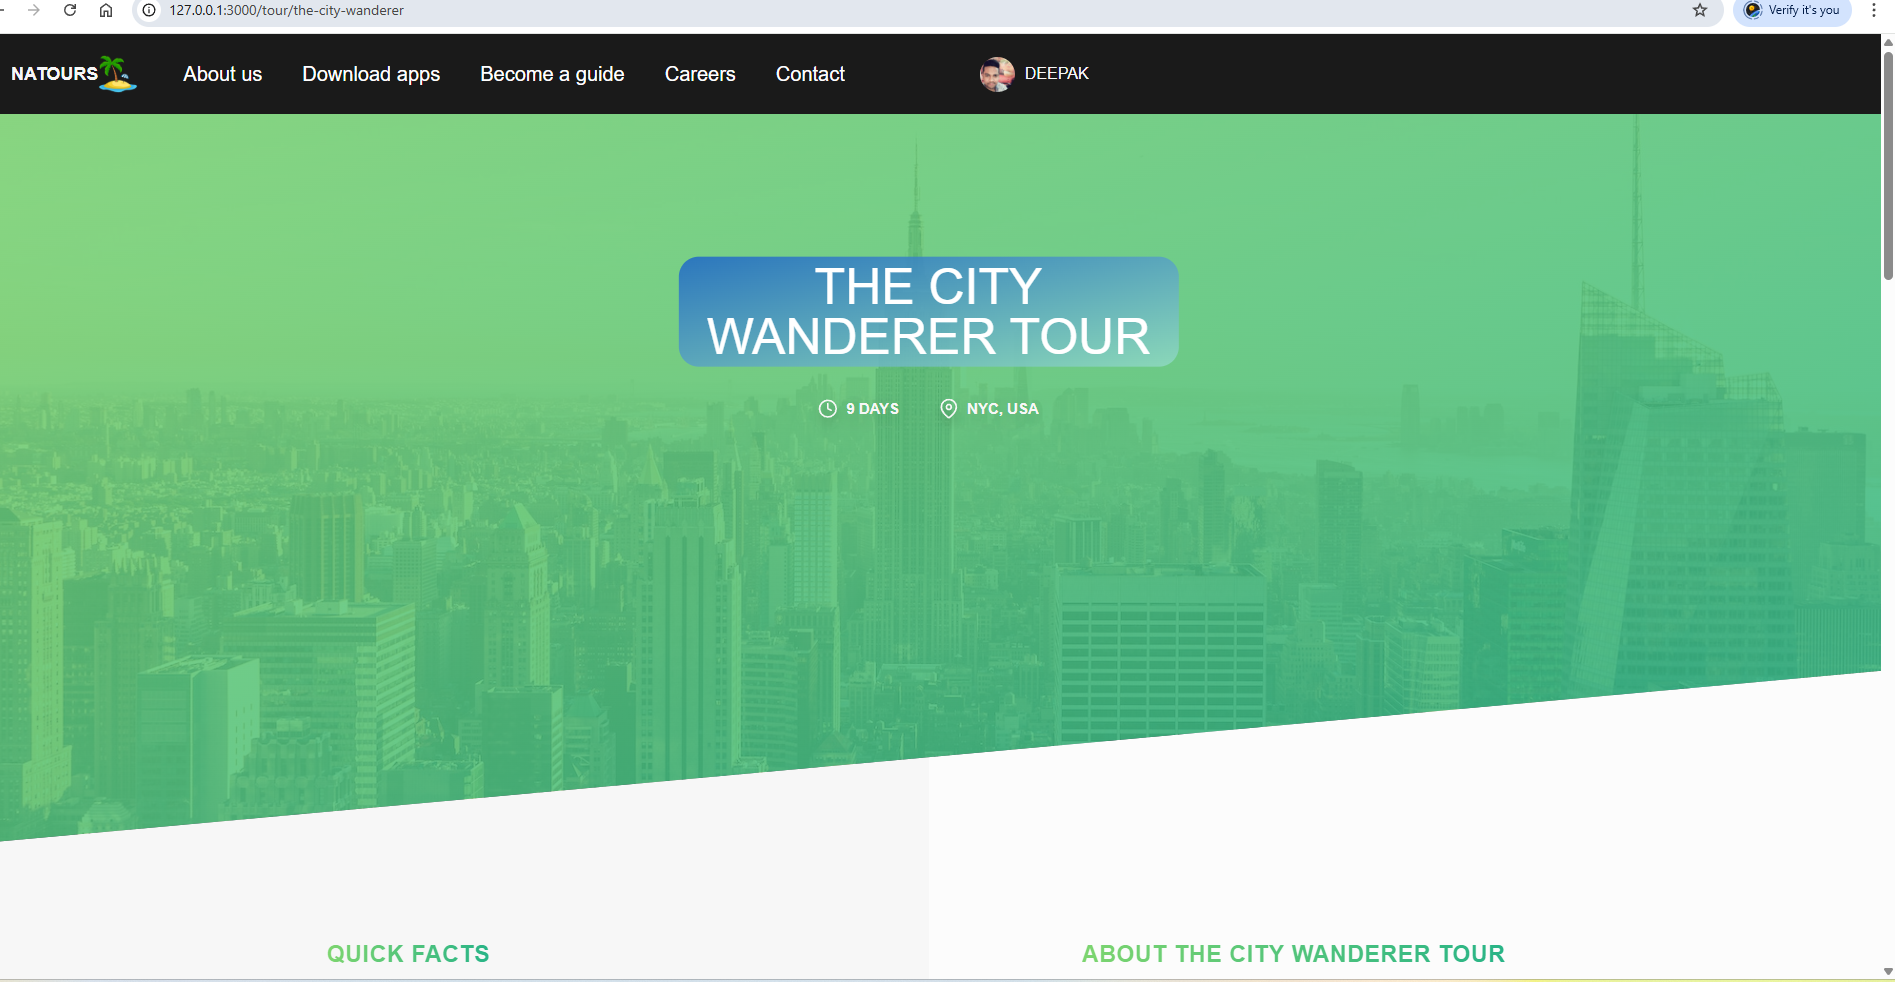 127.0.0.1:3000/tour/the-city-wanderer
Verify it's you
NATOURS
About us
Download apps
Become a guide
Careers
Contact
DEEPAK
THE CITY
WANDERER TOUR
9 DAYS
NYC, USA
QUICK FACTS
ABOUT THE CITY WANDERER TOUR